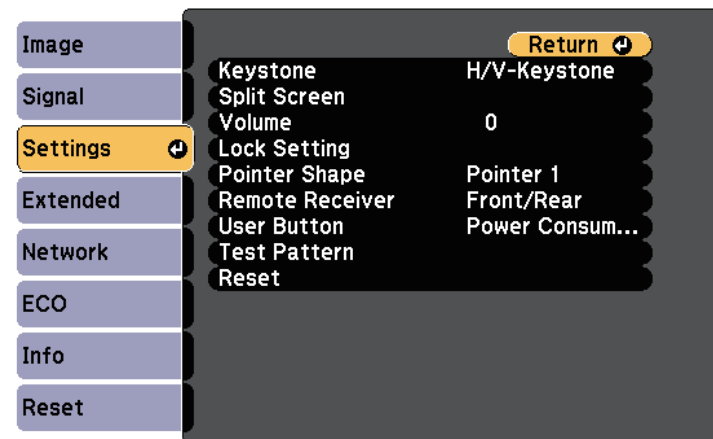 Image
Signal
Settings
Extended
Network
ECO
Info
Reset
Return
Keystone H/V-Keystone
Split Screen
Volume 0
Lock Setting
Pointer Shape Pointer 1
Remote Receiver Front/Rear
User Button Power Consum...
Test Pattern
Reset